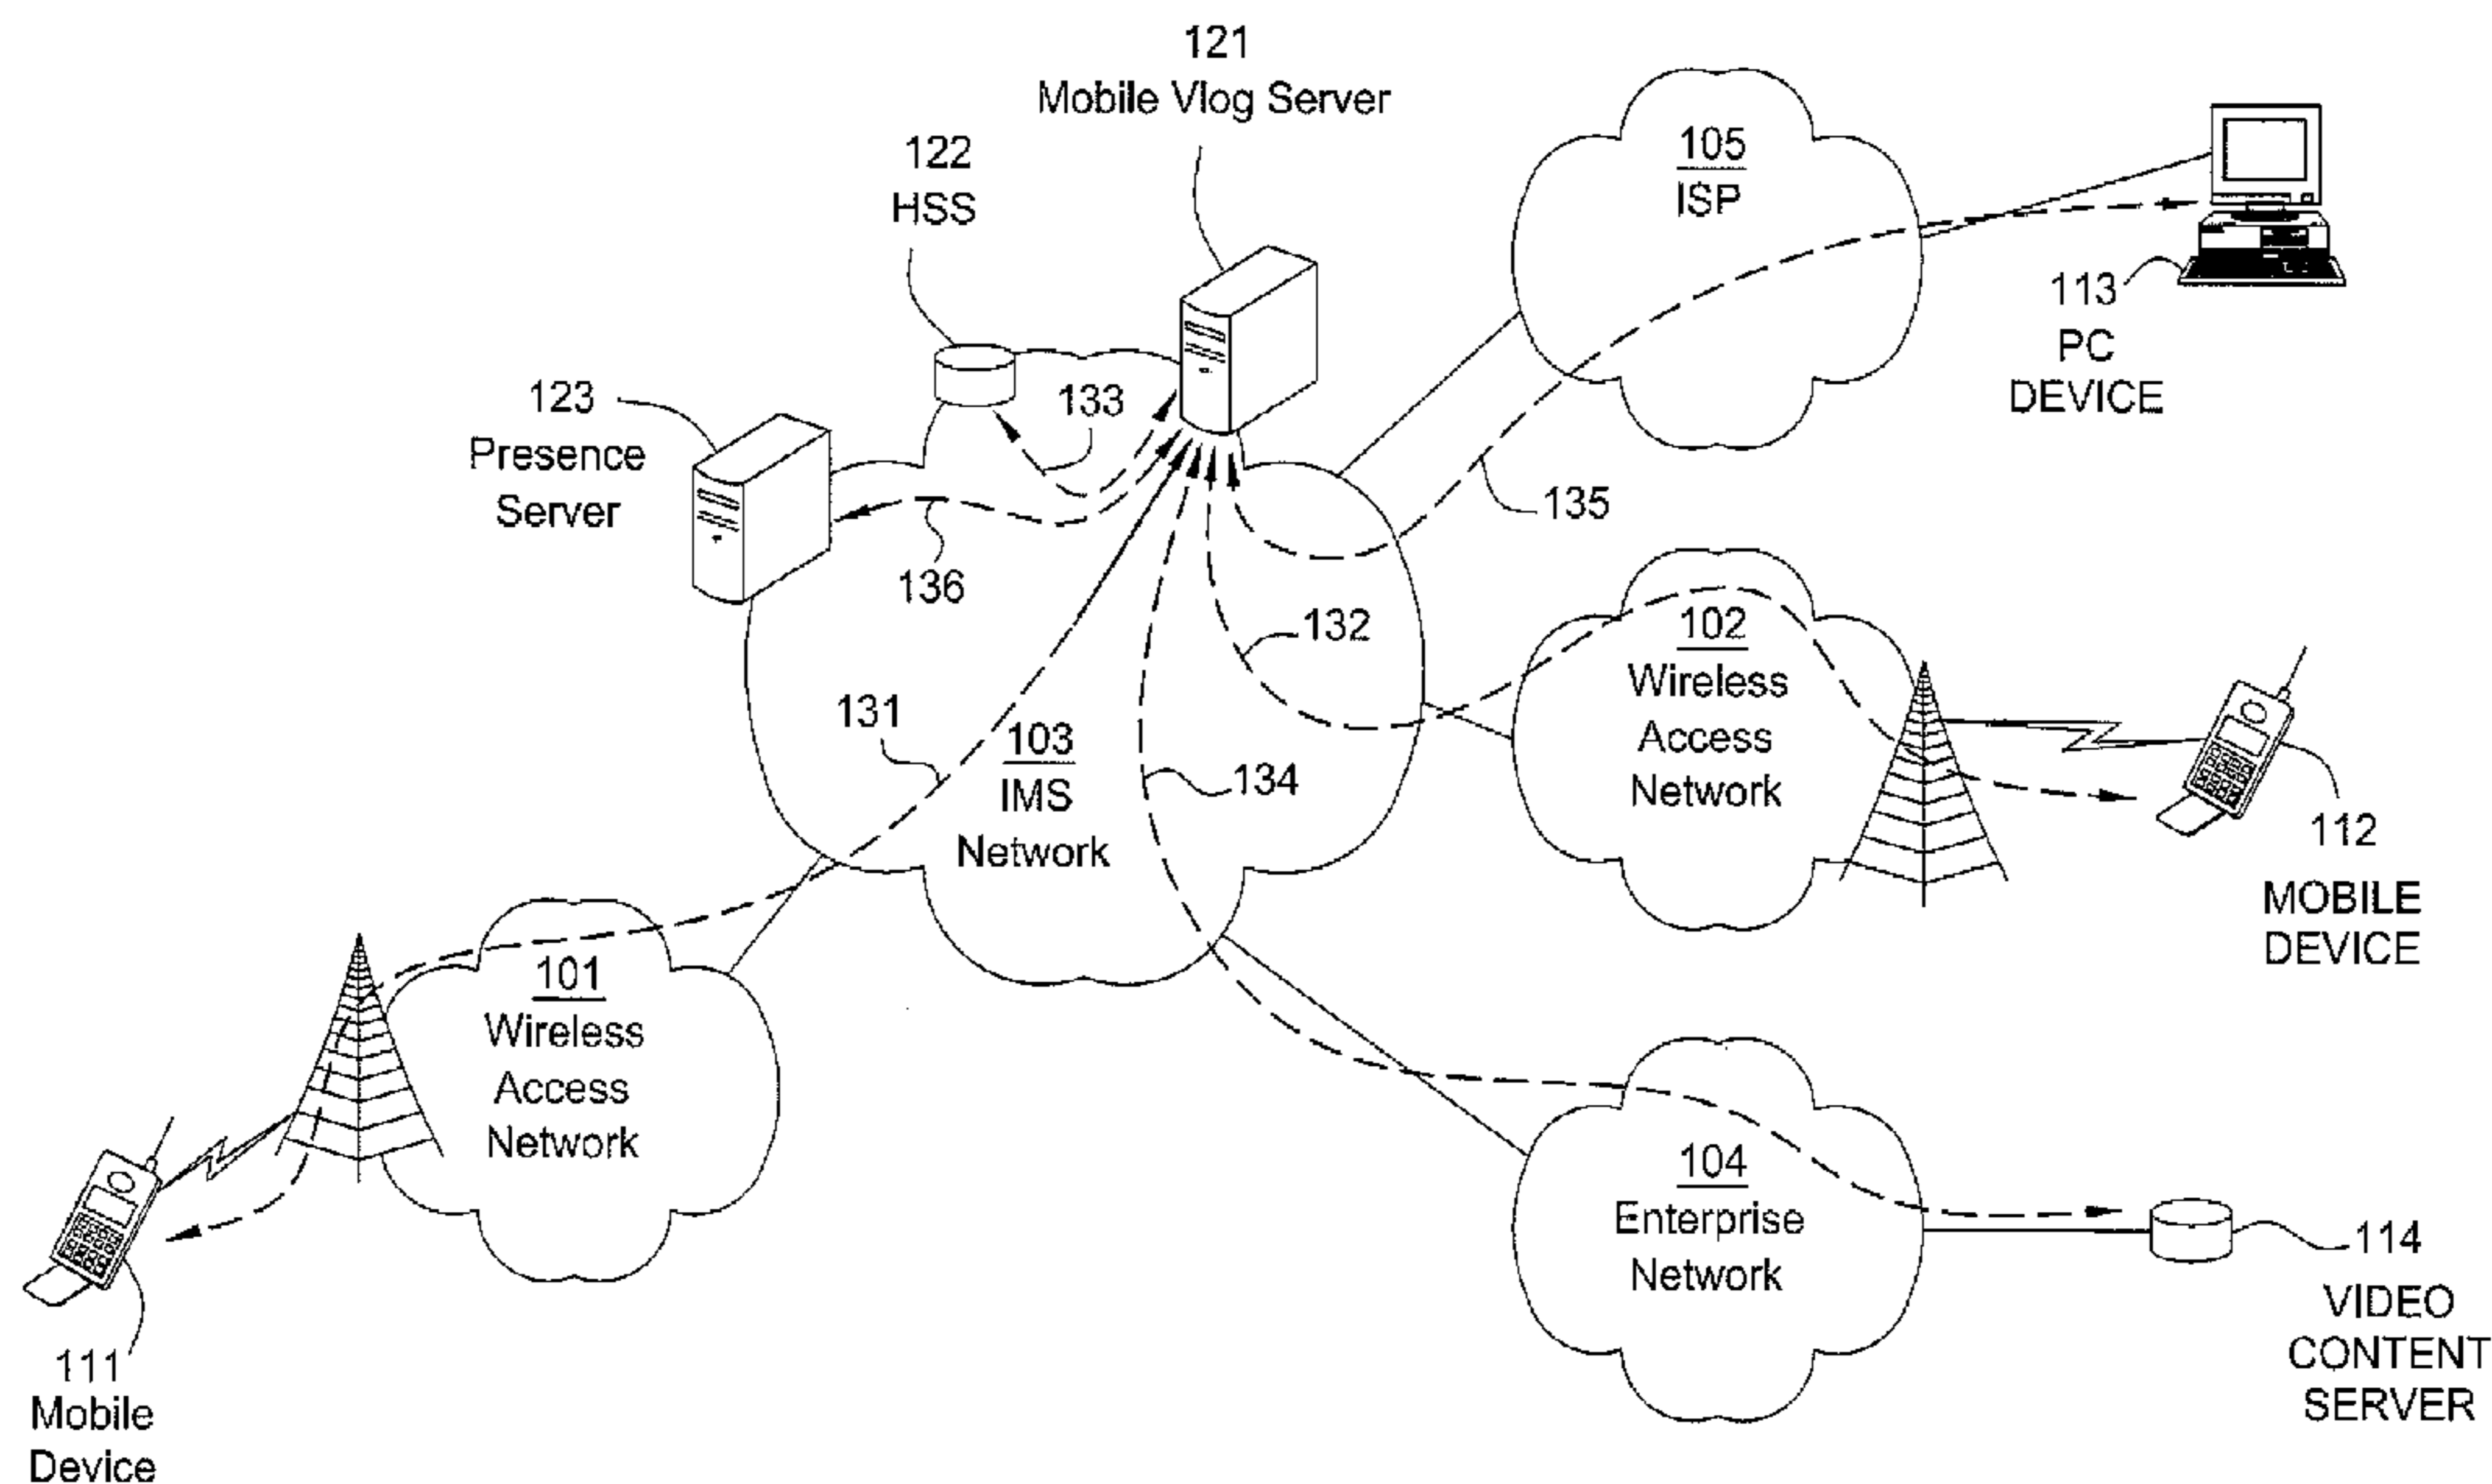 121
Mobile Vlog Server
122
HSS
105
ISP
113
PC
DEVICE
123
Presence
Server
133
136
135
132
102
Wireless
Access
Network
112
MOBILE
DEVICE
131
103
IMS
Network
134
101
Wireless
Access
Network
104
Enterprise
Network
114
VIDEO
CONTENT
SERVER
111
Mobile
Device